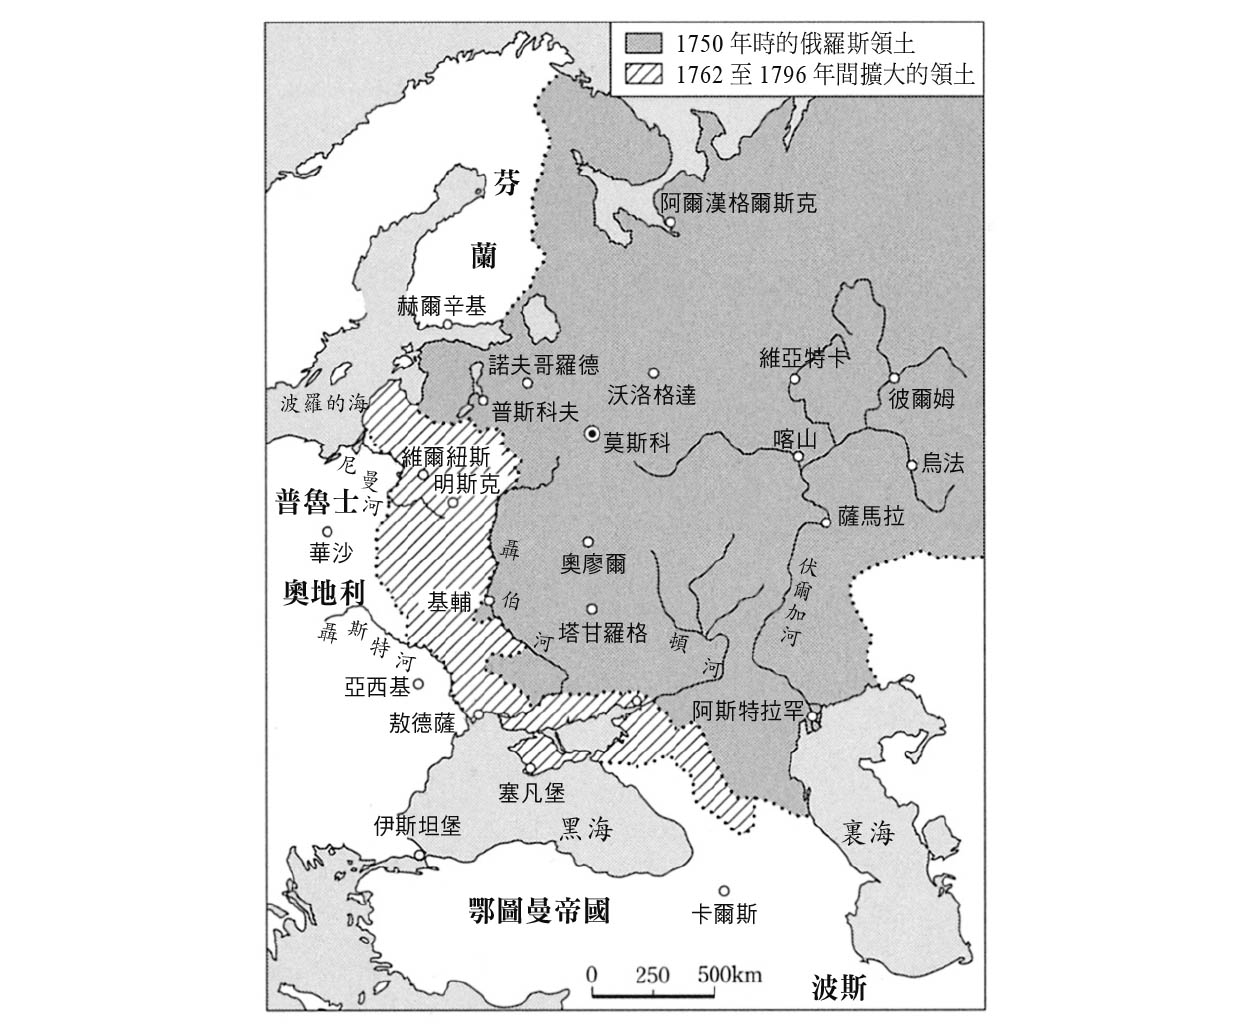 1750 年時的俄羅斯領土
1762 至 1796 年間擴大的領土
芬
蘭
阿爾漢格爾斯克
赫爾辛基
諾夫哥羅德
沃洛格達
維亞特卡
彼爾姆
波羅的海
普斯科夫
莫斯科
喀山
烏法
維爾紐斯
明斯克
尼曼河
普魯士
華沙
薩馬拉
奧地利
奧廖爾
基輔
聶伯河
塔甘羅格
頓河
伏爾加河
聶斯特河
亞西基
敖德薩
阿斯特拉罕
塞凡堡
伊斯坦堡
黑海
裏海
鄂圖曼帝國
卡爾斯
波斯
0 250 500km